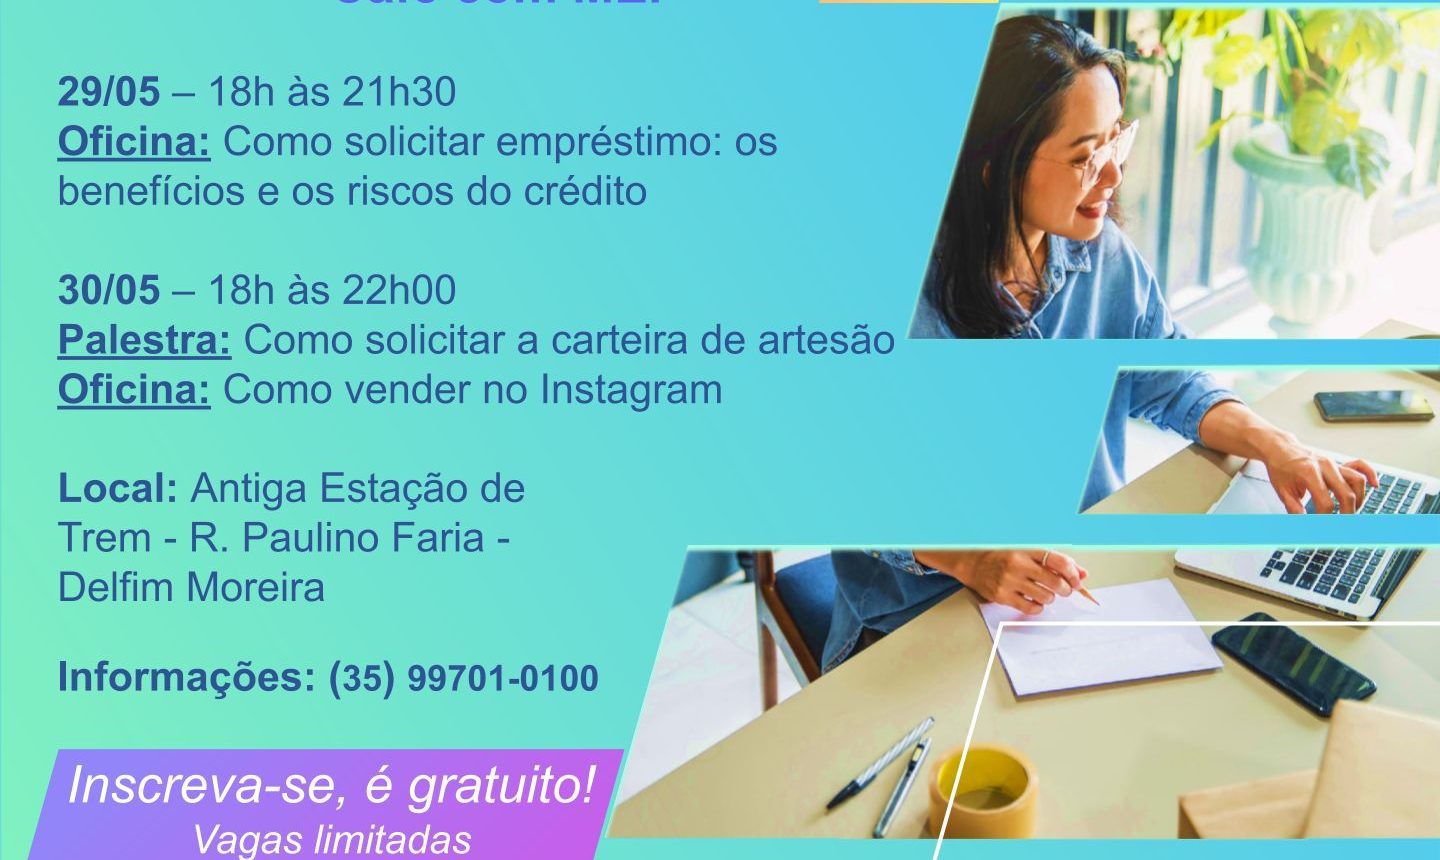 29/05 – 18h às 21h30
Oficina: Como solicitar empréstimo: os
benefícios e os riscos do crédito
30/05 – 18h às 22h00
Palestra: Como solicitar a carteira de artesão
Oficina: Como vender no Instagram
Local: Antiga Estação de
Trem - R. Paulino Faria -
Delfim Moreira
Informações: (35) 99701-0100
Inscreva-se, é gratuito!
Vagas limitadas